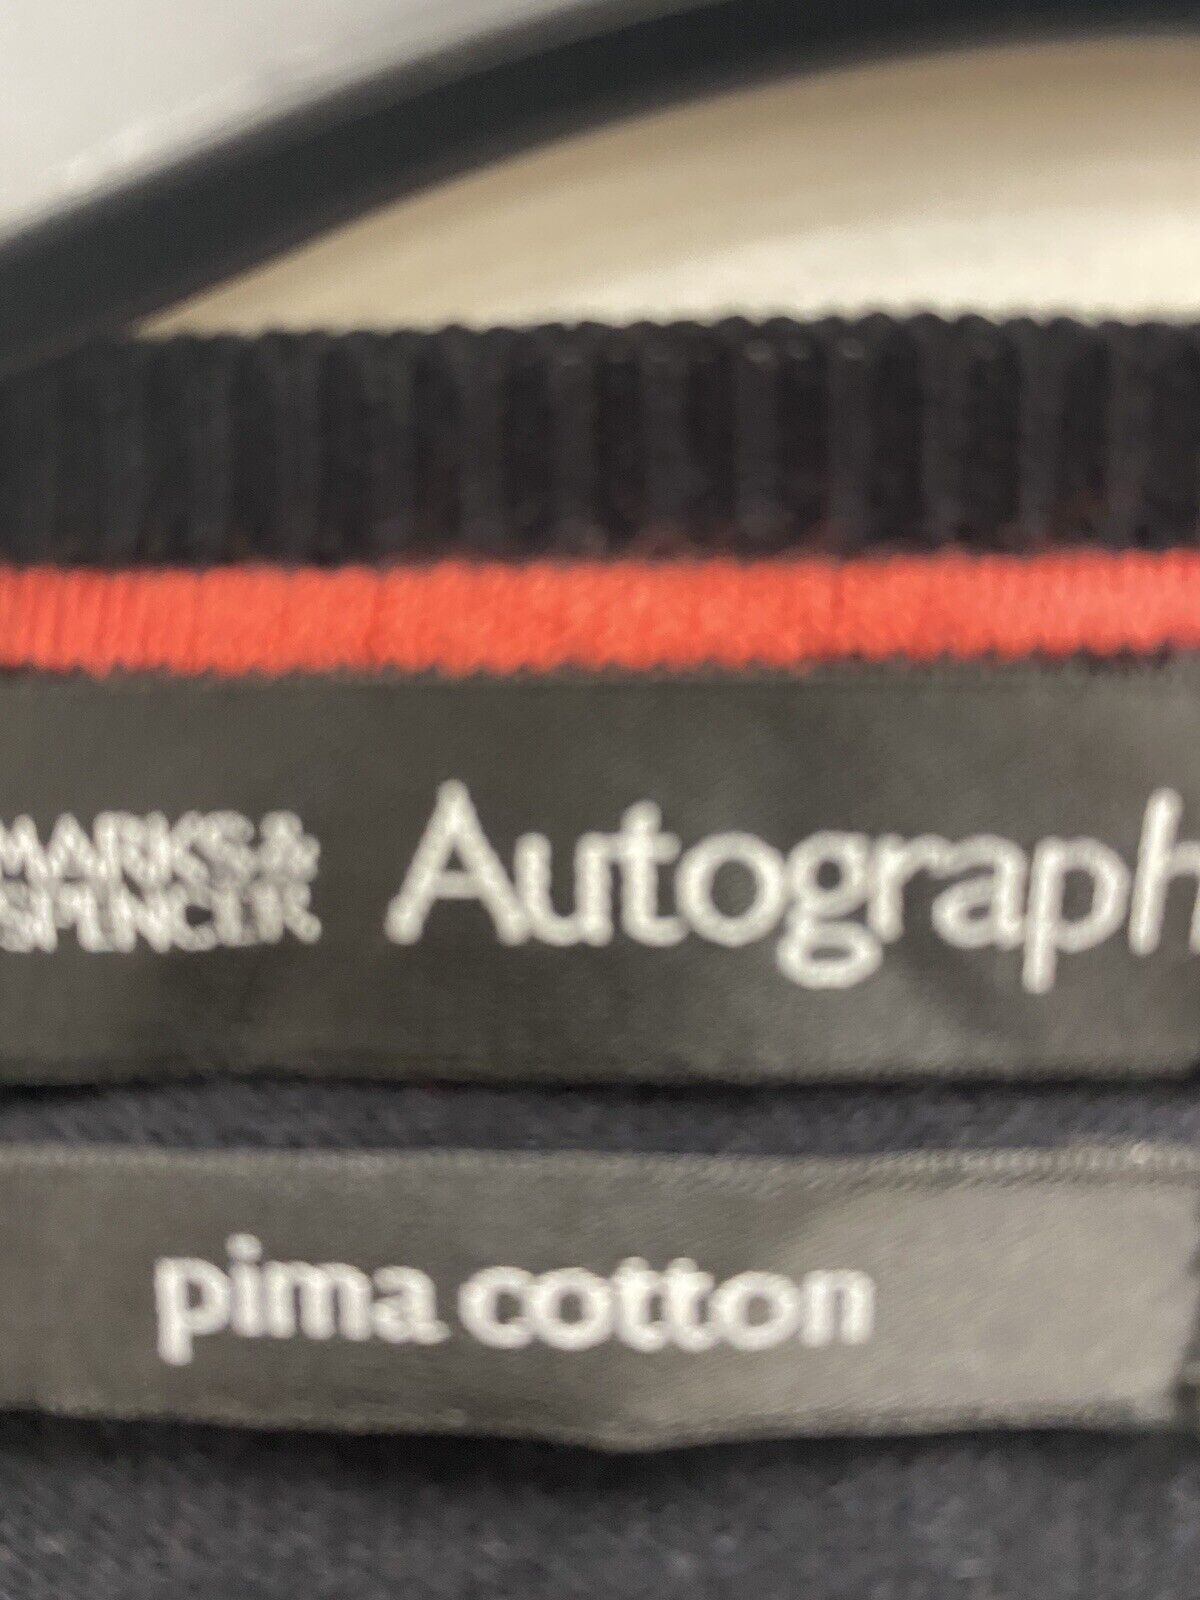 MARKS &
SPENCER
Autograph
pima cotton